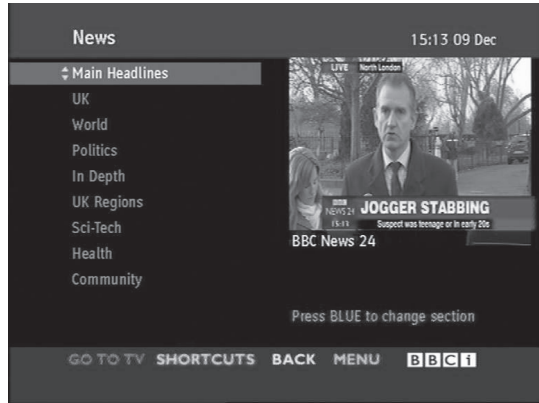 News
15:13 09 Dec
Main Headlines
UK
World
Politics
In Depth
UK Regions
Sci-Tech
Health
Community
LIVE North London
BBC
NEWS 24
15:13
JOGGER STABBING
Suspect was teenage or in early 20s
BBC News 24
Press BLUE to change section
GO TO TV SHORTCUTS BACK MENU BBCi